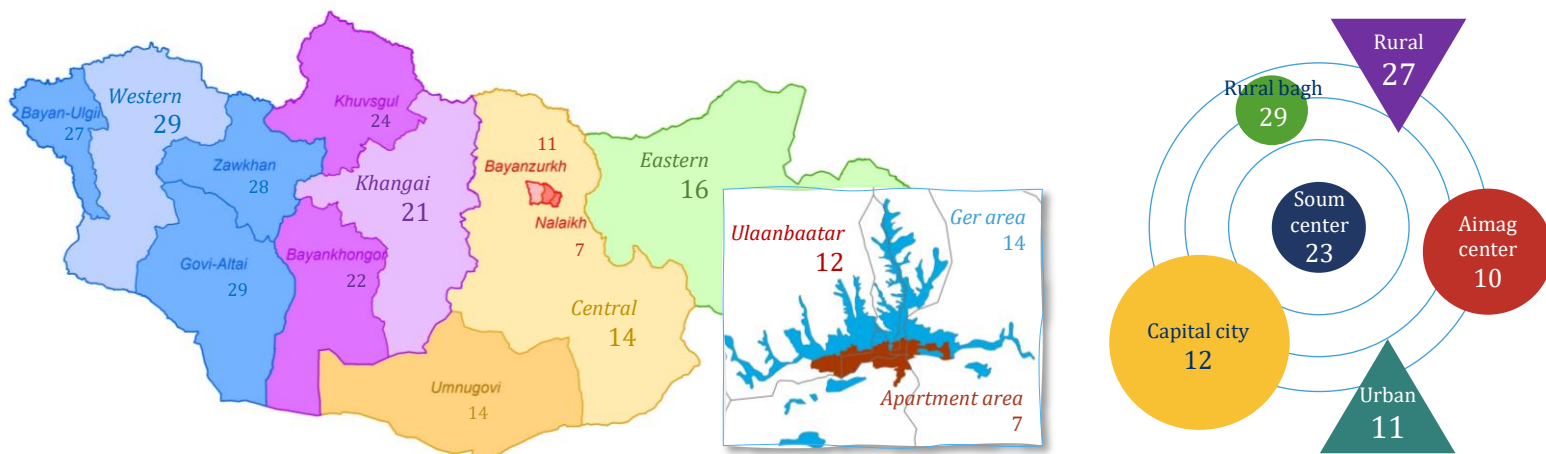 Western
29
Bayan-Ulgii
27
Zawkhan
28
Govi-Altai
29
Khuvsgul
24
Khangai
21
Bayankhongor
22
11
Bayanzurkh
Nalaikh
7
Central
14
Umnugovi
14
Eastern
16
Ulaanbaatar
12
Ger area
14
Apartment area
7
Rural
27
Rural bagh
29
Soum
center
23
Aimag
center
10
Capital city
12
Urban
11